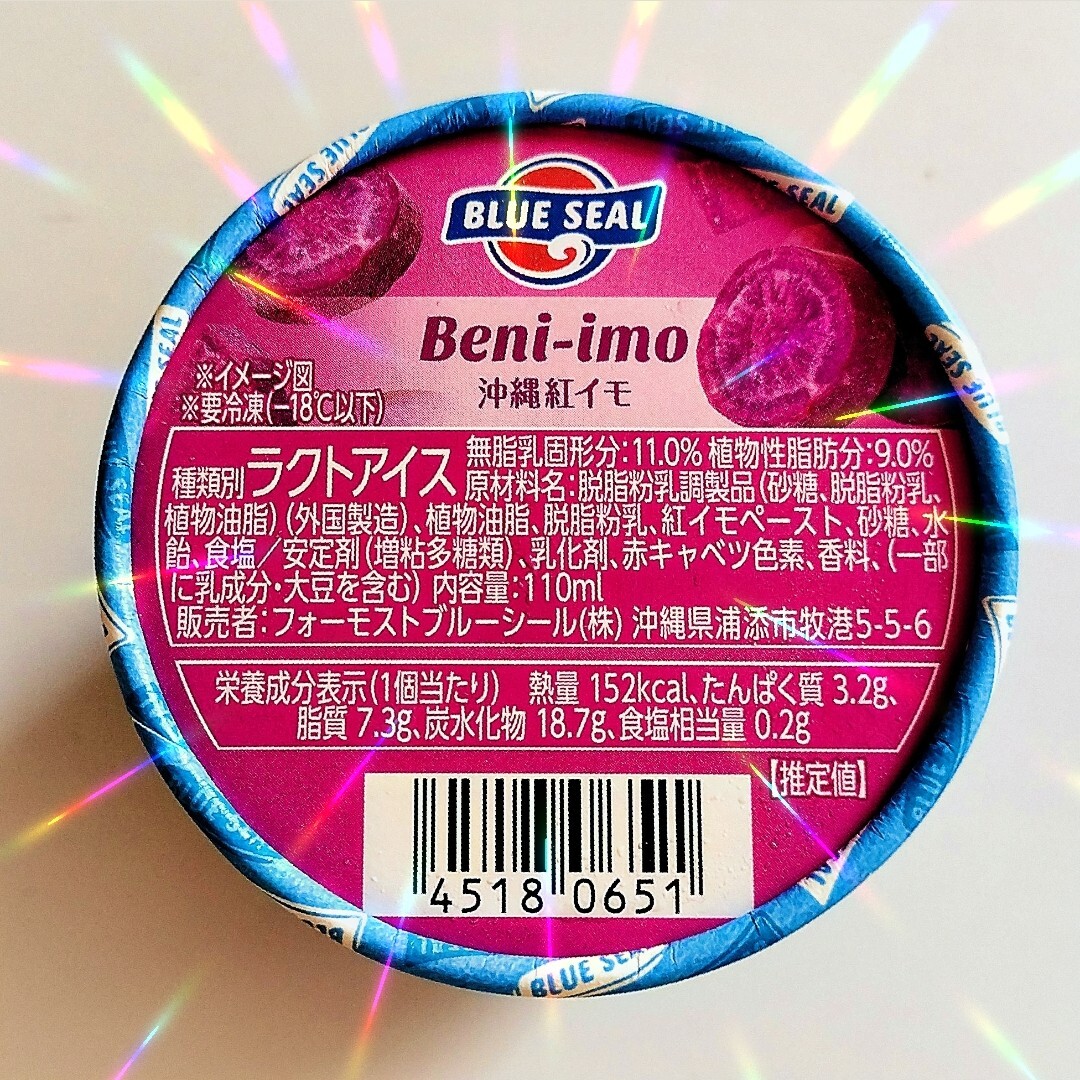 BLUE SEAL
Beni-imo
沖縄紅イモ
※イメージ図
※要冷凍(−18℃以下)
種類別 ラクトアイス 無脂乳固形分:11.0% 植物性脂肪分:9.0%
原材料名:脱脂粉乳調製品(砂糖、脱脂粉乳、
植物油脂)(外国製造)、植物油脂、脱脂粉乳、紅イモペースト、砂糖、水
飴、食塩/安定剤(増粘多糖類)、乳化剤、赤キャベツ色素、香料、(一部
に乳成分・大豆を含む) 内容量:110ml
販売者:フォーモストブルーシール(株) 沖縄県浦添市牧港5-5-6
栄養成分表示(1個当たり) 熱量 152kcal、たんぱく質 3.2g、
脂質 7.3g、炭水化物 18.7g、食塩相当量 0.2g
【推定値】
4518 0651
BLUE SEAL
SEAL
BLUE SEAL
BLUE SEAL
BLUE
BLUE SE